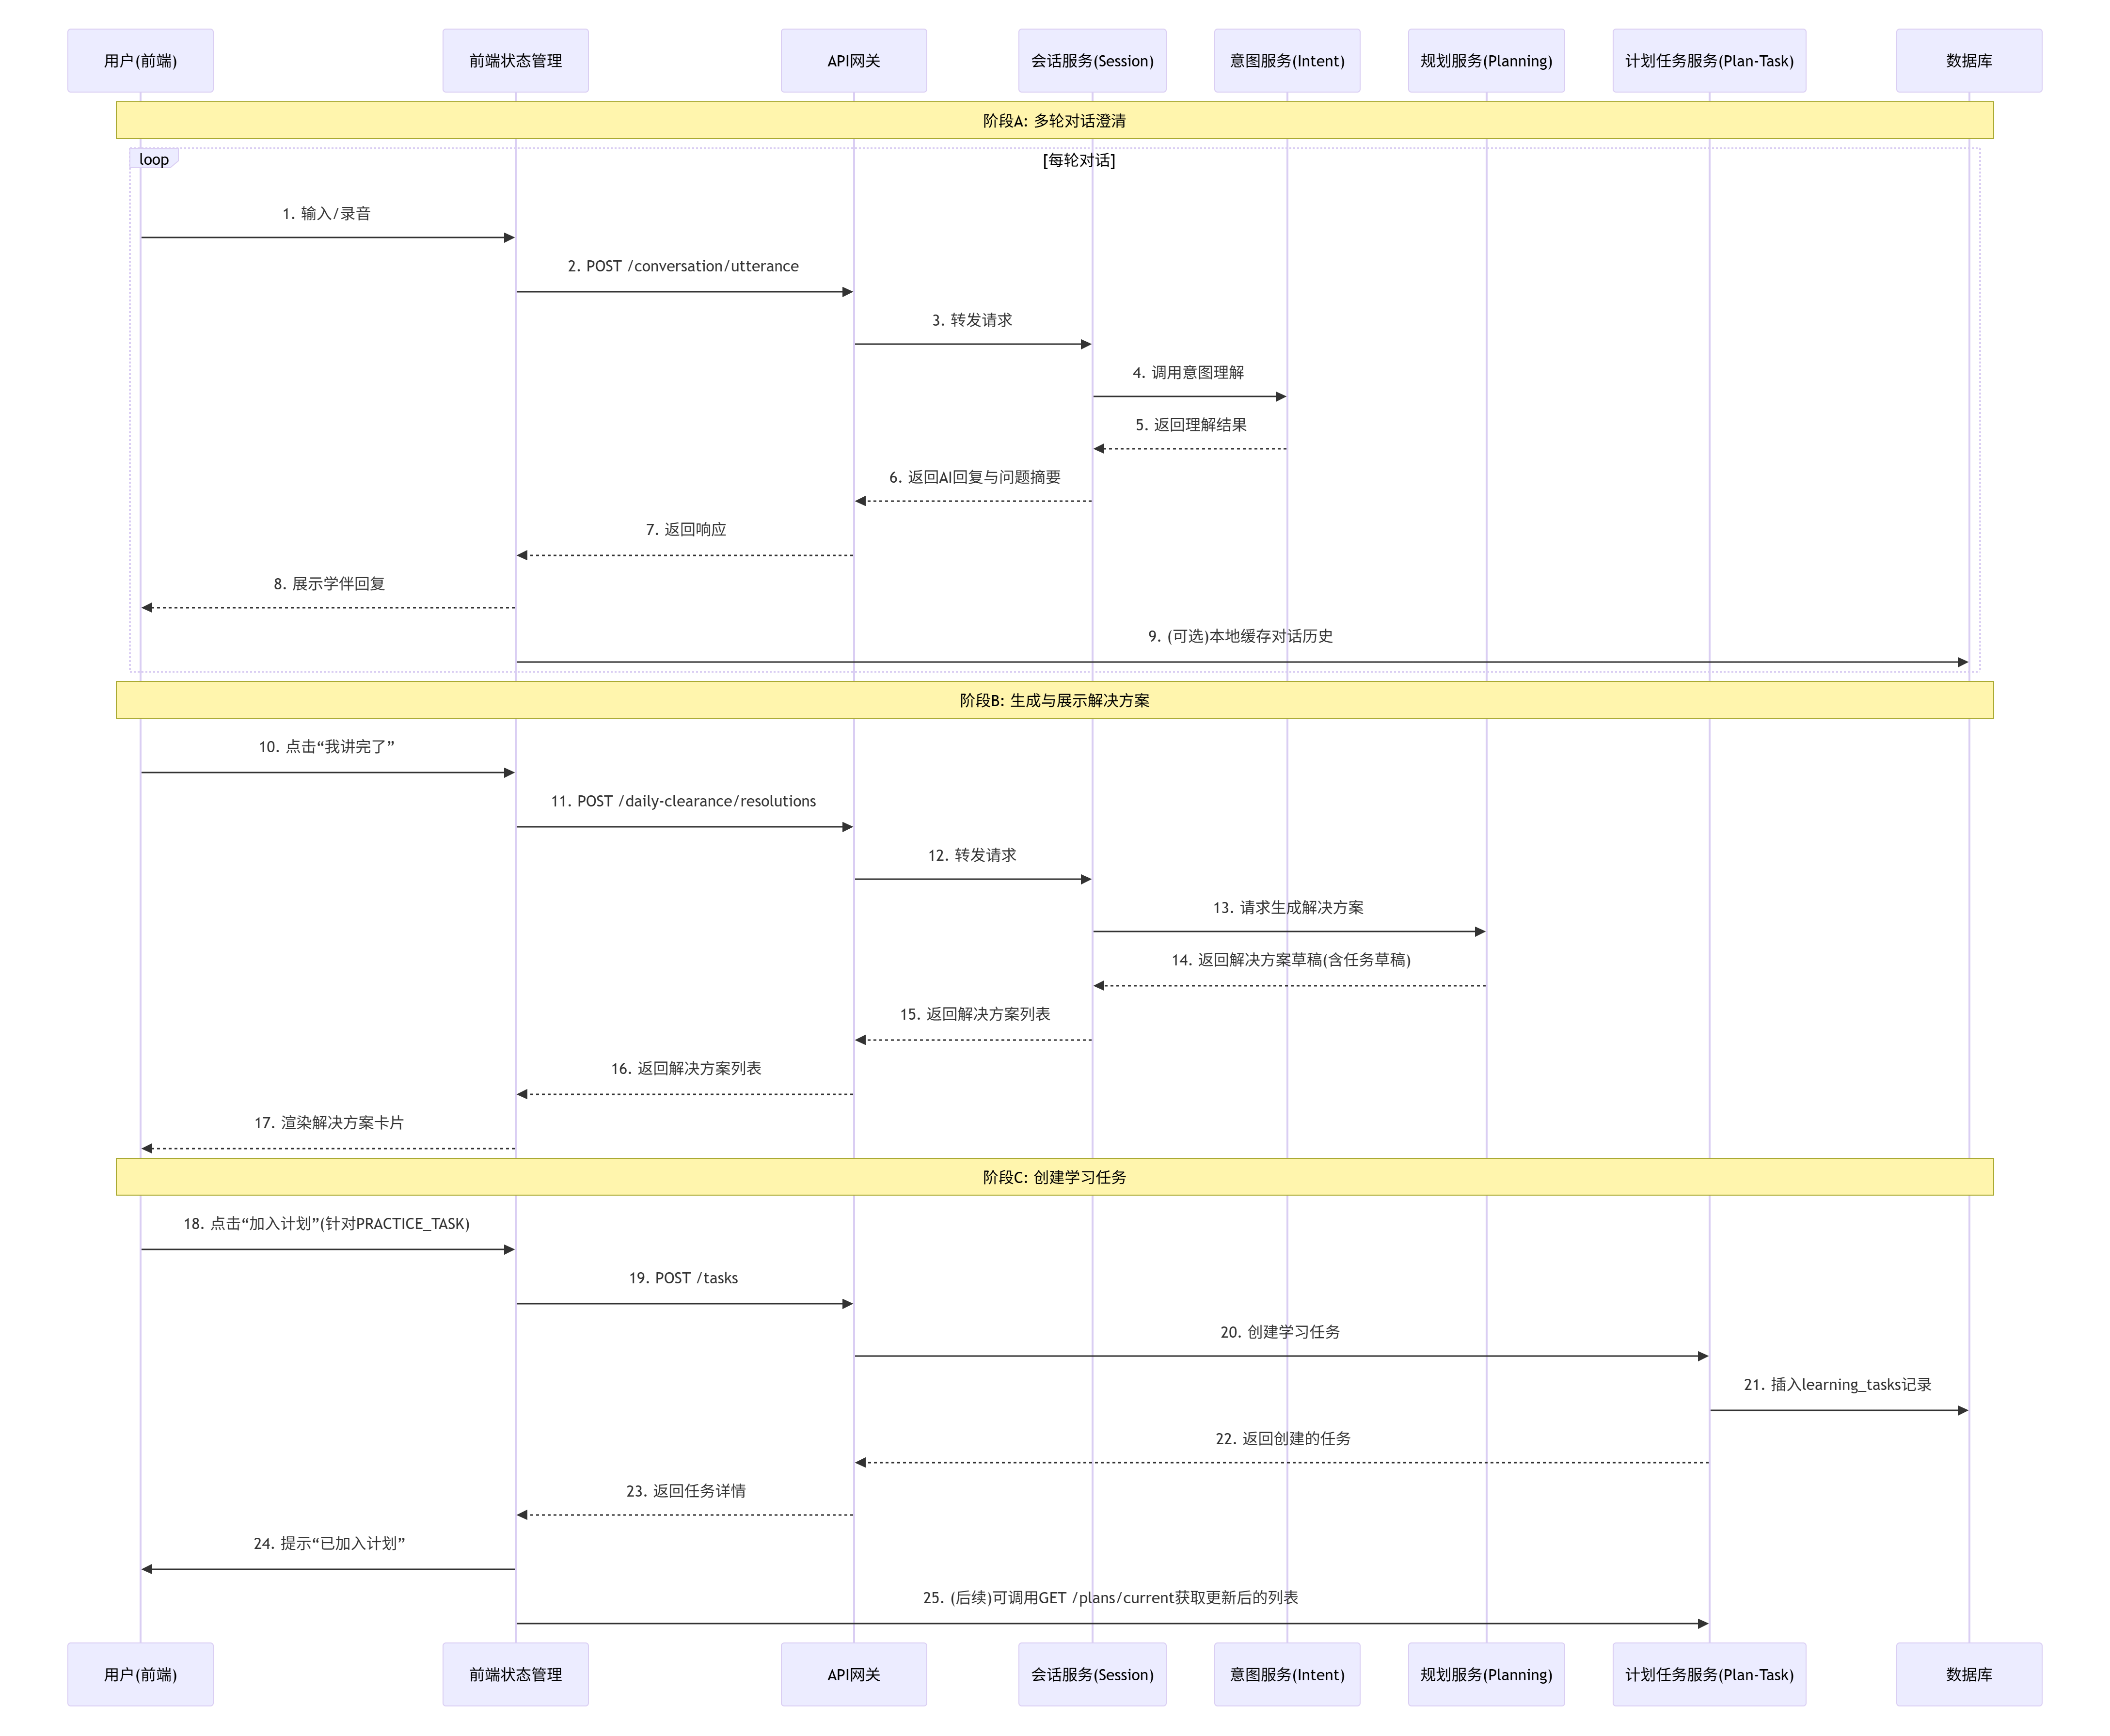 用户(前端)
前端状态管理
API网关
会话服务(Session)
意图服务(Intent)
规划服务(Planning)
计划任务服务(Plan-Task)
数据库
阶段A: 多轮对话澄清
loop
[每轮对话]
1. 输入/录音
2. POST /conversation/utterance
3. 转发请求
4. 调用意图理解
5. 返回理解结果
6. 返回AI回复与问题摘要
7. 返回响应
8. 展示学伴回复
9. (可选)本地缓存对话历史
阶段B: 生成与展示解决方案
10. 点击“我讲完了”
11. POST /daily-clearance/resolutions
12. 转发请求
13. 请求生成解决方案
14. 返回解决方案草稿(含任务草稿)
15. 返回解决方案列表
16. 返回解决方案列表
17. 渲染解决方案卡片
阶段C: 创建学习任务
18. 点击“加入计划”(针对PRACTICE_TASK)
19. POST /tasks
20. 创建学习任务
21. 插入learning_tasks记录
22. 返回创建的任务
23. 返回任务详情
24. 提示“已加入计划”
25. (后续)可调用GET /plans/current获取更新后的列表
用户(前端)
前端状态管理
API网关
会话服务(Session)
意图服务(Intent)
规划服务(Planning)
计划任务服务(Plan-Task)
数据库